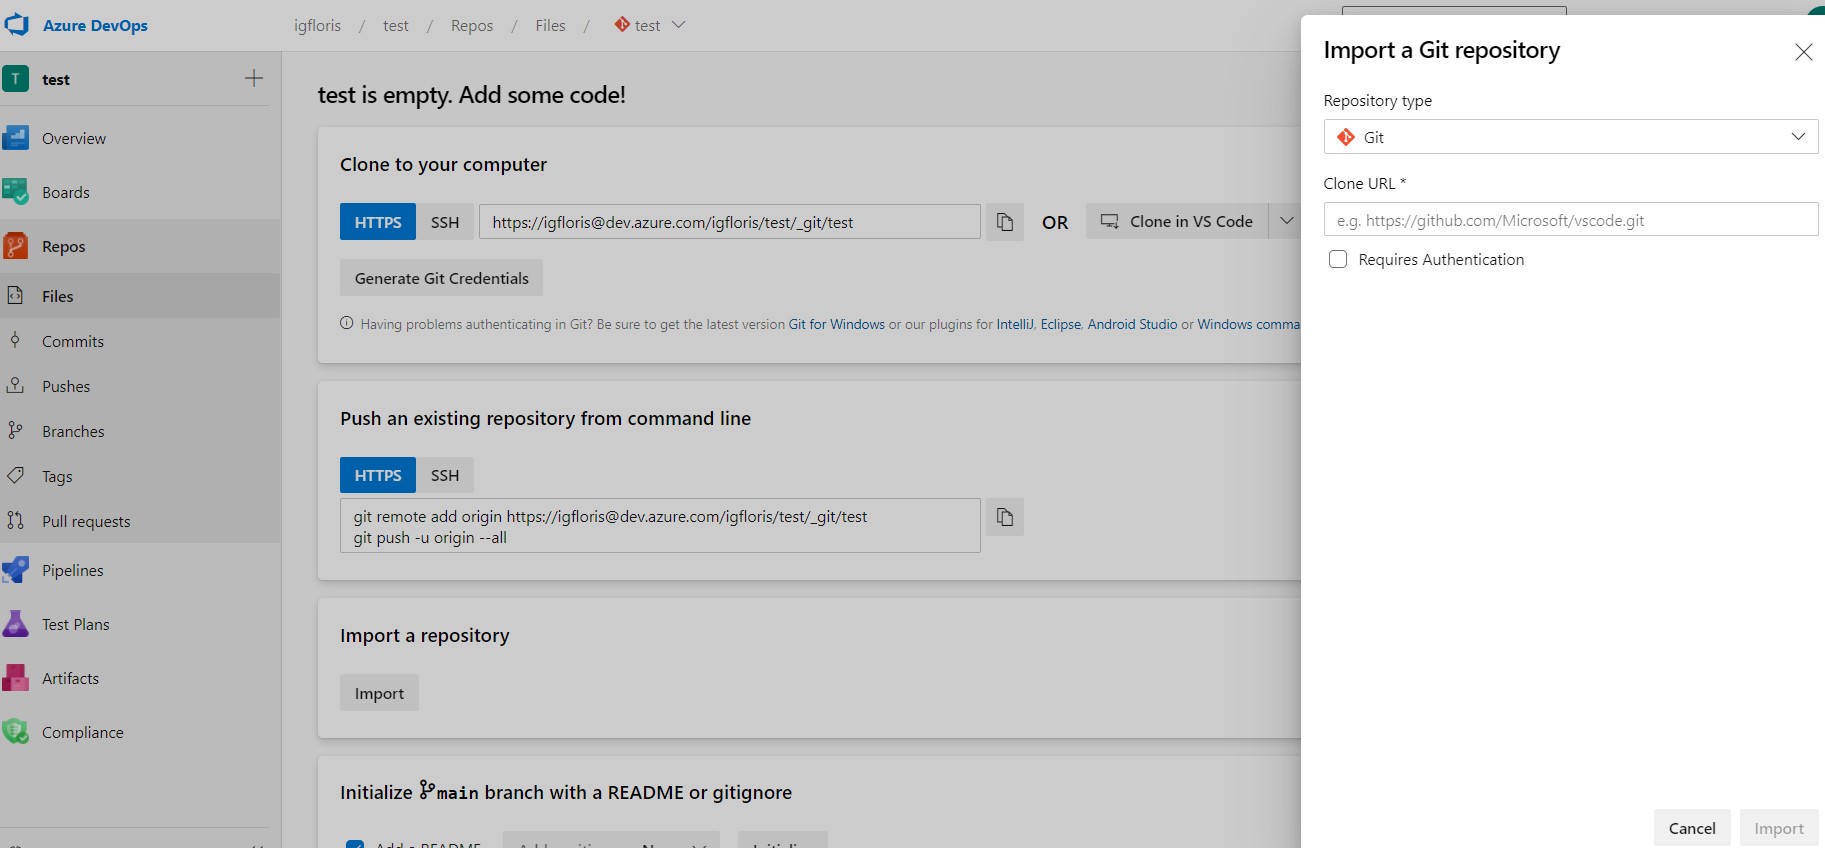 Azure DevOps
igfloris / test / Repos / Files / test
T test
Overview
Boards
Repos
Files
Commits
Pushes
Branches
Tags
Pull requests
Pipelines
Test Plans
Artifacts
Compliance
test is empty. Add some code!
Clone to your computer
HTTPS SSH https://igfloris@dev.azure.com/igfloris/test/_git/test OR Clone in VS Code
Generate Git Credentials
Having problems authenticating in Git? Be sure to get the latest version Git for Windows or our plugins for IntelliJ, Eclipse, Android Studio or Windows comma
Push an existing repository from command line
HTTPS SSH
git remote add origin https://igfloris@dev.azure.com/igfloris/test/_git/test
git push -u origin --all
Import a repository
Import
Initialize main branch with a README or gitignore
Add a README
Import a Git repository
Repository type
Git
Clone URL *
e.g. https://github.com/Microsoft/vscode.git
Requires Authentication
Cancel Import